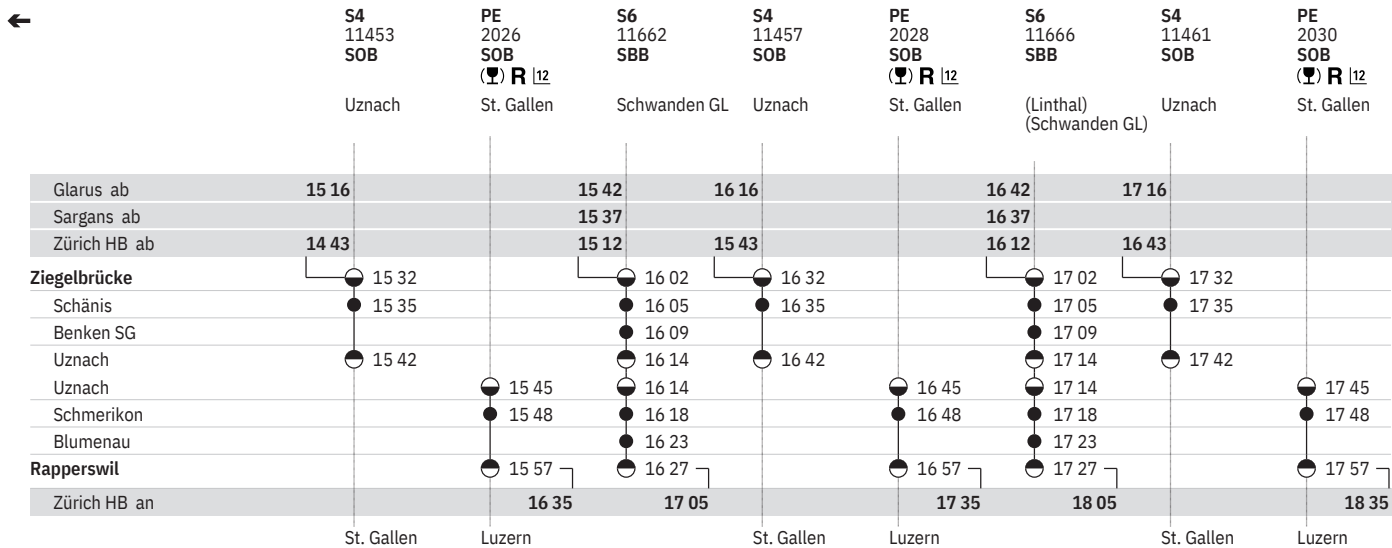 S4 PE S6 S4 PE S6 S4 PE
11453 2026 11662 11457 2028 11666 11461 2030
SOB SOB SBB SOB SOB SBB SOB SOB
( ) R 12 ( ) R 12 ( ) R 12
Uznach St. Gallen Schwanden GL Uznach St. Gallen (Linthal) Uznach St. Gallen
(Schwanden GL)
Glarus ab 15 16 15 42 16 16 16 42 17 16
Sargans ab 15 37 16 37
Zürich HB ab 14 43 15 12 15 43 16 12 16 43
Ziegelbrücke 15 32 16 02 16 32 17 02 17 32
Schänis 15 35 16 05 16 35 17 05 17 35
Benken SG 16 09 17 09
Uznach 15 42 16 14 16 42 17 14 17 42
Uznach 15 45 16 14 16 45 17 14 17 45
Schmerikon 15 48 16 18 16 48 17 18 17 48
Blumenau 16 23 17 23
Rapperswil 15 57 16 27 16 57 17 27 17 57
Zürich HB an 16 35 17 05 17 35 18 05 18 35
St. Gallen Luzern St. Gallen Luzern St. Gallen Luzern